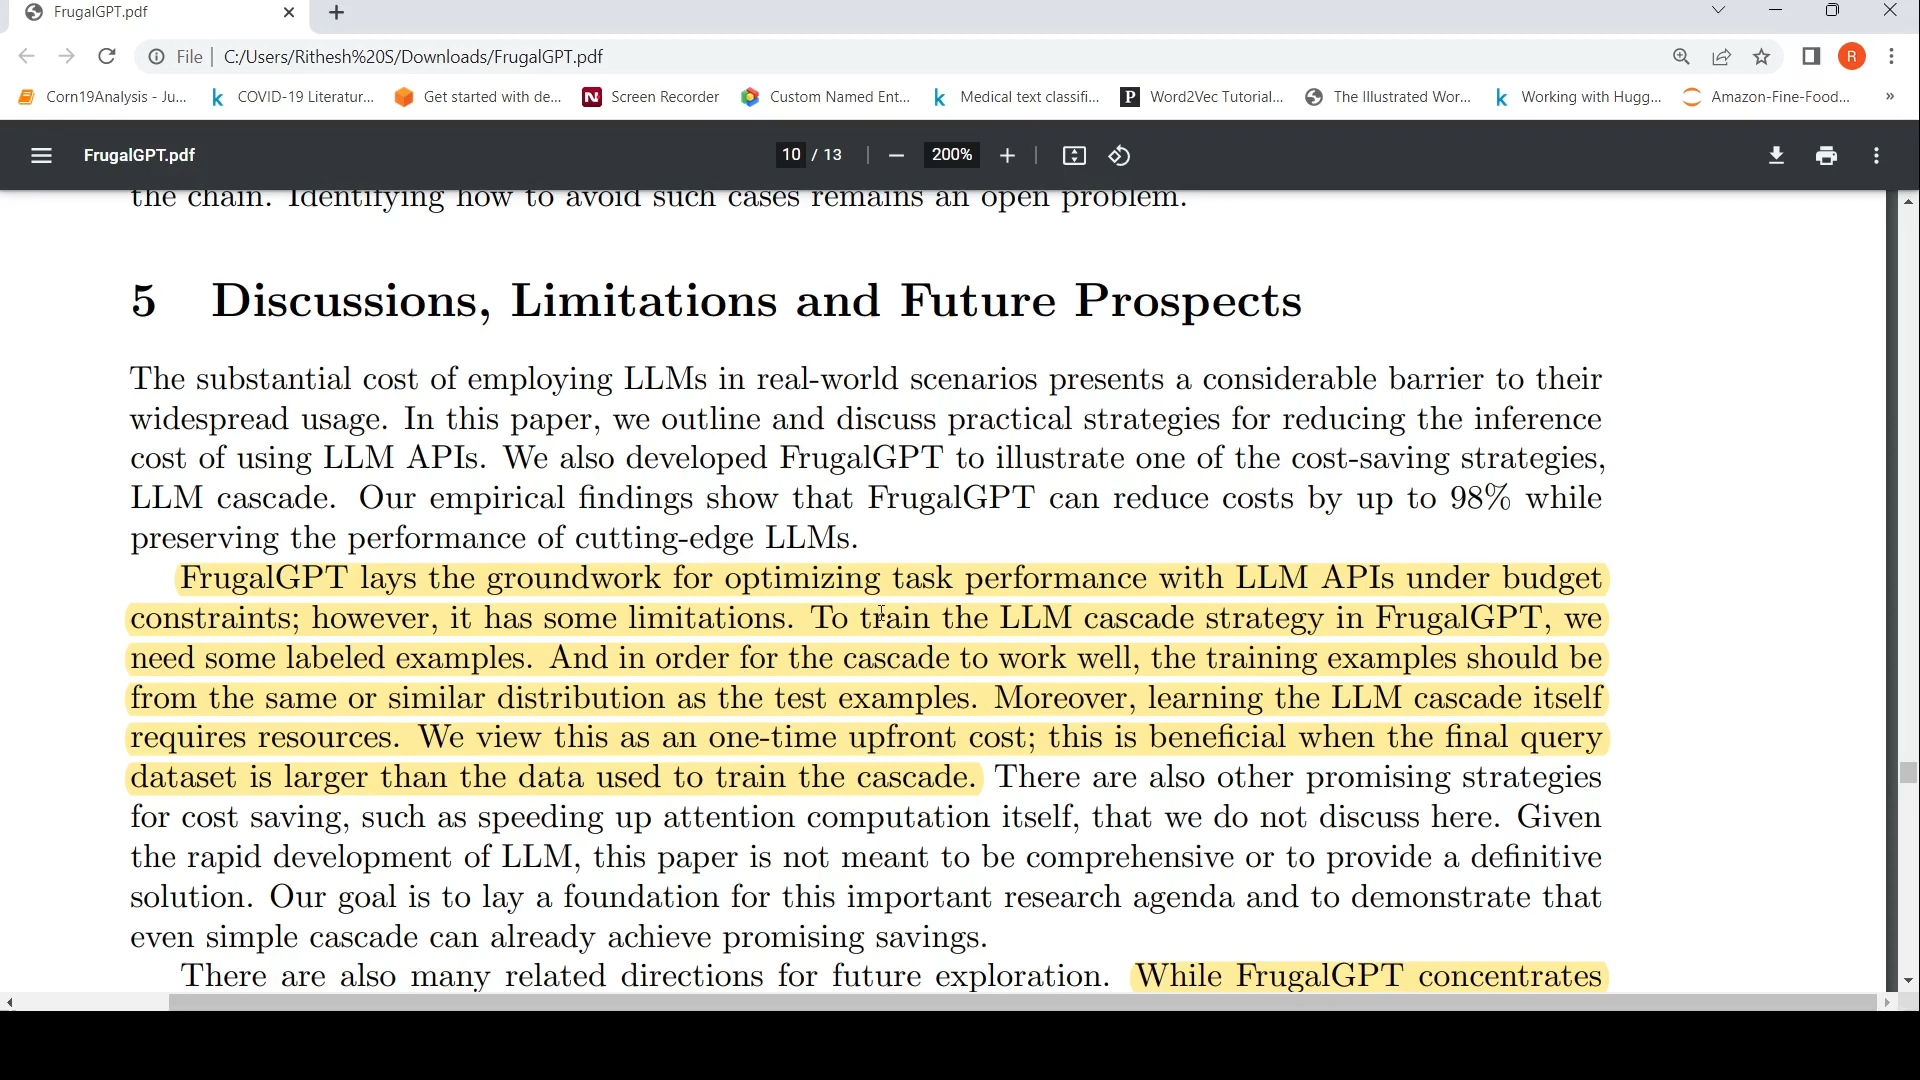 FrugalGPT.pdf
File | C:/Users/Rithesh%20S/Downloads/FrugalGPT.pdf
R
Corn19Analysis - Ju... COVID-19 Literatur... Get started with de... Screen Recorder Custom Named Ent... Medical text classifi... Word2Vec Tutorial... The Illustrated Wor... Working with Hugg... Amazon-Fine-Food... »
FrugalGPT.pdf 10 / 13 200%
the chain. Identifying how to avoid such cases remains an open problem.
5 Discussions, Limitations and Future Prospects
The substantial cost of employing LLMs in real-world scenarios presents a considerable barrier to their
widespread usage. In this paper, we outline and discuss practical strategies for reducing the inference
cost of using LLM APIs. We also developed FrugalGPT to illustrate one of the cost-saving strategies,
LLM cascade. Our empirical findings show that FrugalGPT can reduce costs by up to 98% while
preserving the performance of cutting-edge LLMs.
FrugalGPT lays the groundwork for optimizing task performance with LLM APIs under budget
constraints; however, it has some limitations. To train the LLM cascade strategy in FrugalGPT, we
need some labeled examples. And in order for the cascade to work well, the training examples should be
from the same or similar distribution as the test examples. Moreover, learning the LLM cascade itself
requires resources. We view this as an one-time upfront cost; this is beneficial when the final query
dataset is larger than the data used to train the cascade. There are also other promising strategies
for cost saving, such as speeding up attention computation itself, that we do not discuss here. Given
the rapid development of LLM, this paper is not meant to be comprehensive or to provide a definitive
solution. Our goal is to lay a foundation for this important research agenda and to demonstrate that
even simple cascade can already achieve promising savings.
There are also many related directions for future exploration. While FrugalGPT concentrates